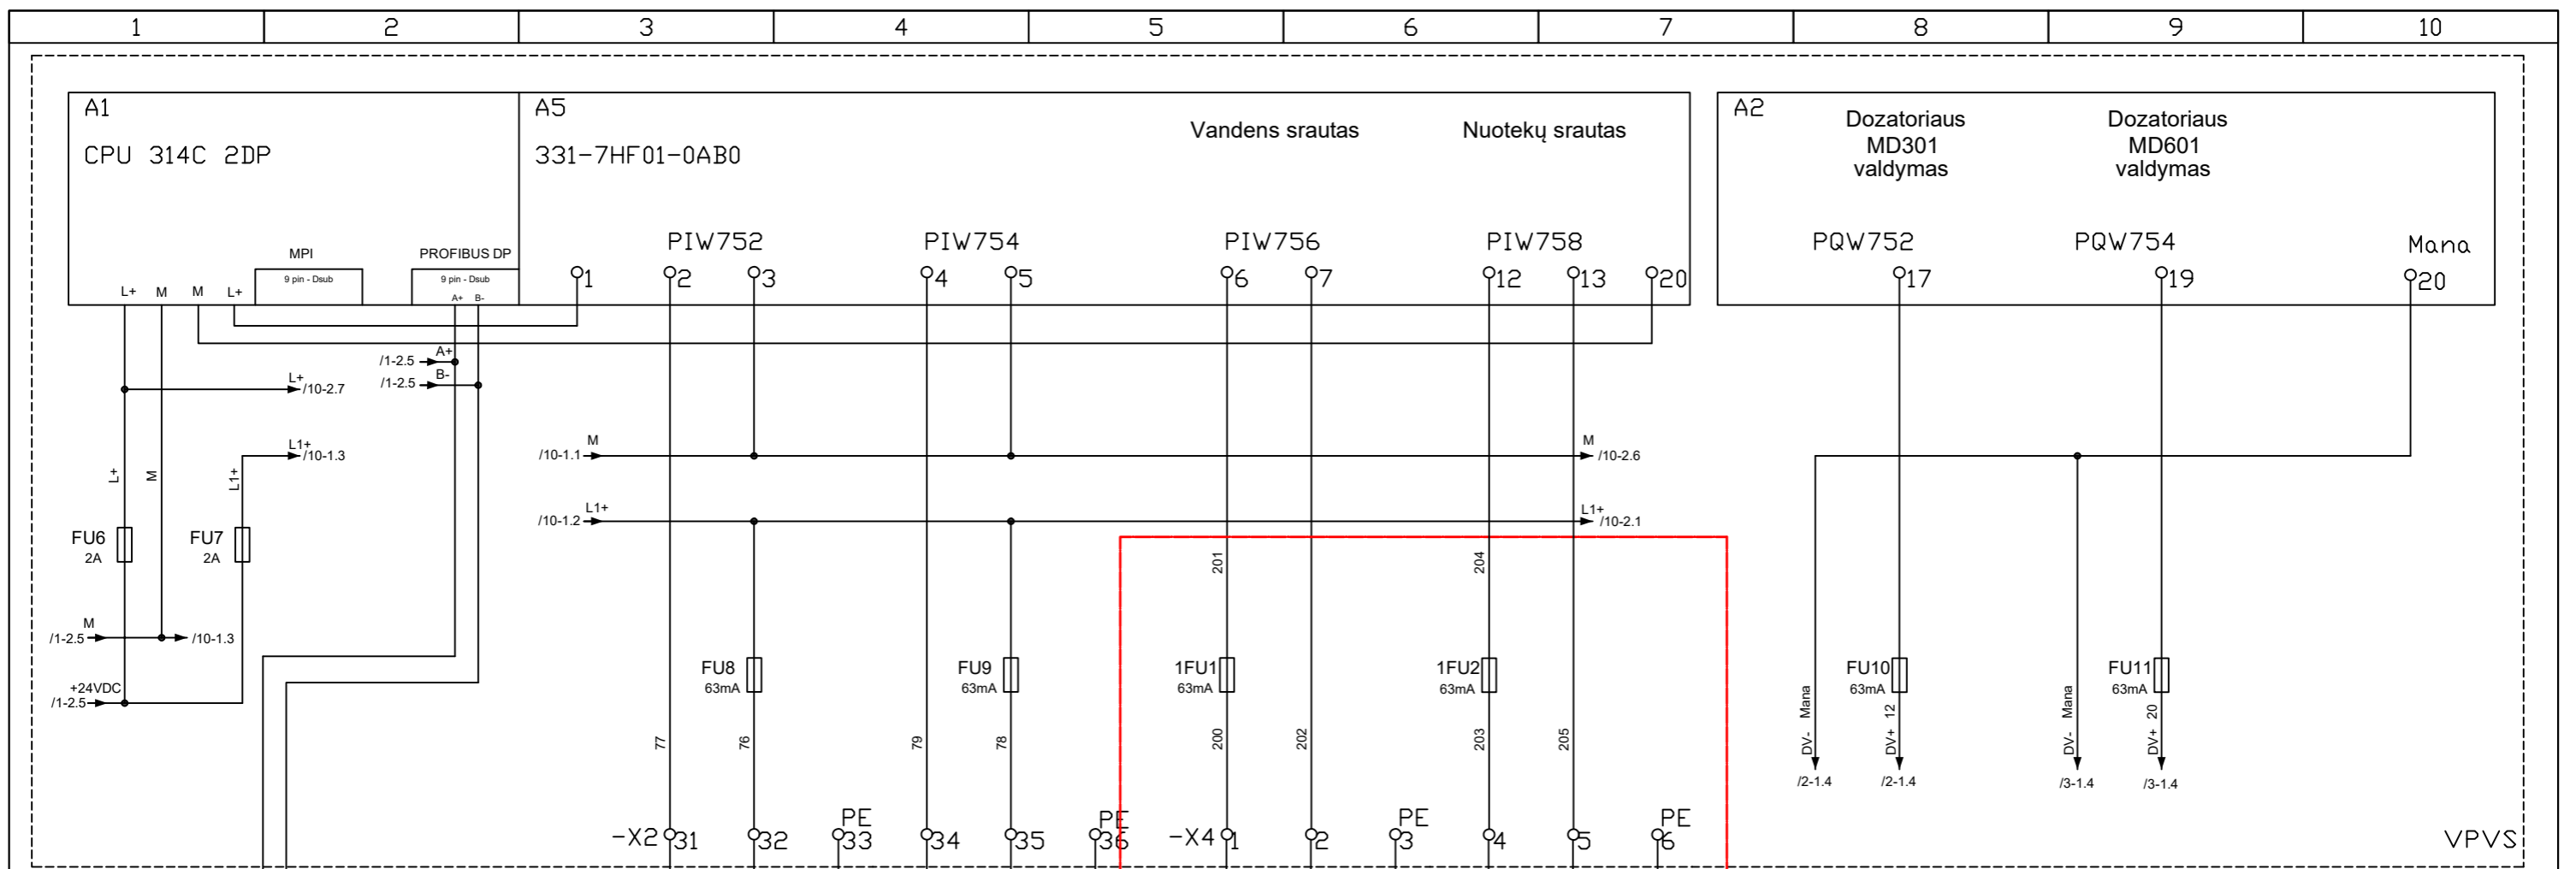 1 2 3 4 5 6 7 8 9 10
A1 A5 A2
CPU 314C 2DP
331-7HF01-0AB0
Vandens srautas
Nuotekų srautas
Dozatoriaus
MD301
valdymas
Dozatoriaus
MD601
valdymas
MPI
PROFIBUS DP
9 pin - Dsub
9 pin - Dsub
A+ B-
L+ M M L+
PIW752 PIW754 PIW756 PIW758 PQW752 PQW754 Mana
1 2 3 4 5 6 7 12 13 20 17 19 20
A+
/1-2.5
B-
/1-2.5
L+
/10-2.7
L1+
/10-1.3
M
/10-1.1
M
/10-2.6
L1+
/10-1.2
L1+
/10-2.1
L+ M L1+
FU6
2A
FU7
2A
201 204
M
/1-2.5 /10-1.3
+24VDC
/1-2.5
FU8
63mA
FU9
63mA
1FU1
63mA
1FU2
63mA
FU10
63mA
FU11
63mA
77 76 79 78 200 202 203 205
DV- Mana
DV+ 12
DV- Mana
DV+ 20
/2-1.4 /2-1.4 /3-1.4 /3-1.4
-X2 31 32 PE 33 34 35 PE 36 -X4 1 2 PE 3 4 5 PE 6
VPVS